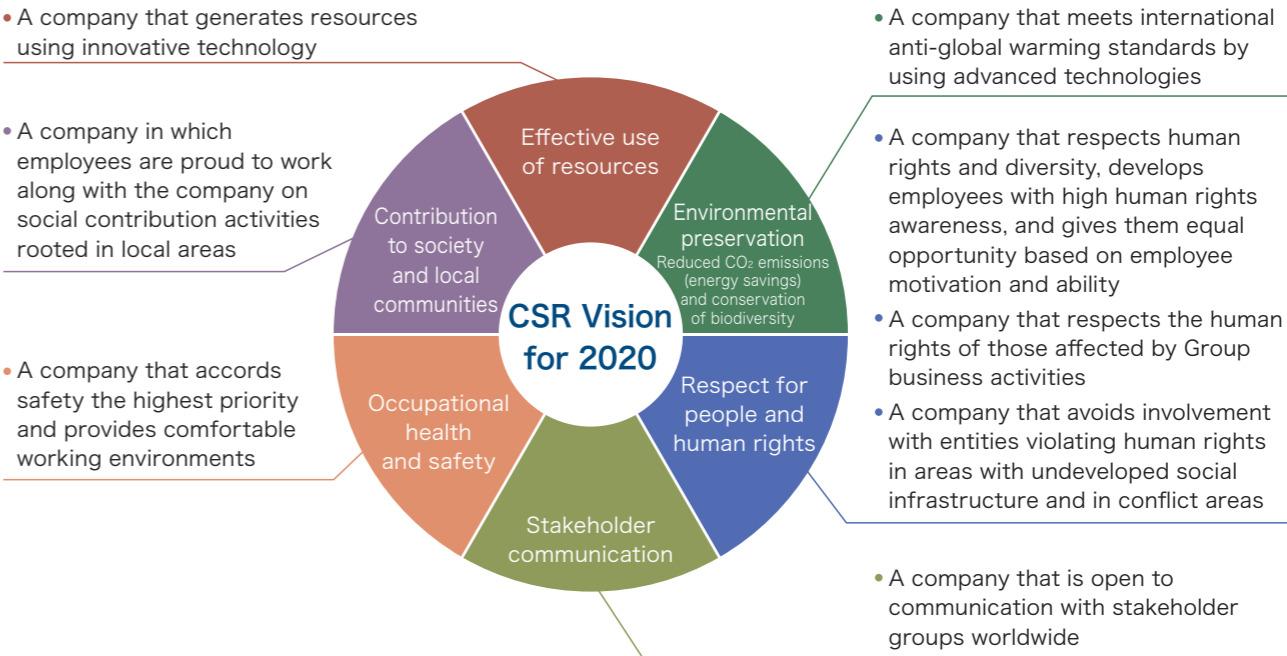 • A company that generates resources
using innovative technology
• A company in which
employees are proud to work
along with the company on
social contribution activities
rooted in local areas
• A company that accords
safety the highest priority
and provides comfortable
working environments
Effective use
of resources
Contribution
to society
and local
communities
Environmental
preservation
Reduced CO₂ emissions
(energy savings)
and conservation
of biodiversity
CSR Vision
for 2020
Occupational
health
and safety
Respect for
people and
human rights
Stakeholder
communication
• A company that meets international
anti-global warming standards by
using advanced technologies
• A company that respects human
rights and diversity, develops
employees with high human rights
awareness, and gives them equal
opportunity based on employee
motivation and ability
• A company that respects the human
rights of those affected by Group
business activities
• A company that avoids involvement
with entities violating human rights
in areas with undeveloped social
infrastructure and in conflict areas
• A company that is open to
communication with stakeholder
groups worldwide